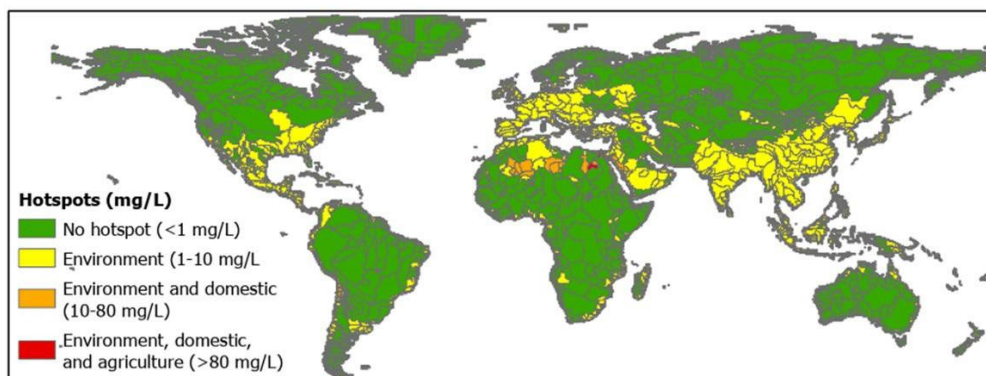 Hotspots (mg/L)
No hotspot (<1 mg/L)
Environment (1-10 mg/L
Environment and domestic
(10-80 mg/L)
Environment, domestic,
and agriculture (>80 mg/L)